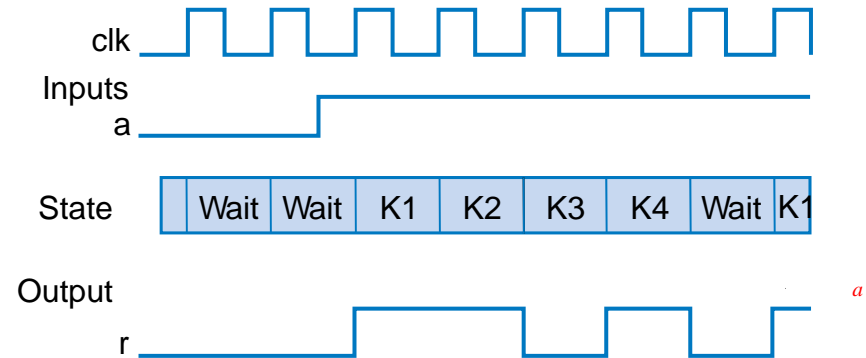 clk
Inputs
a
State Wait Wait K1 K2 K3 K4 Wait K1
Output
a
r